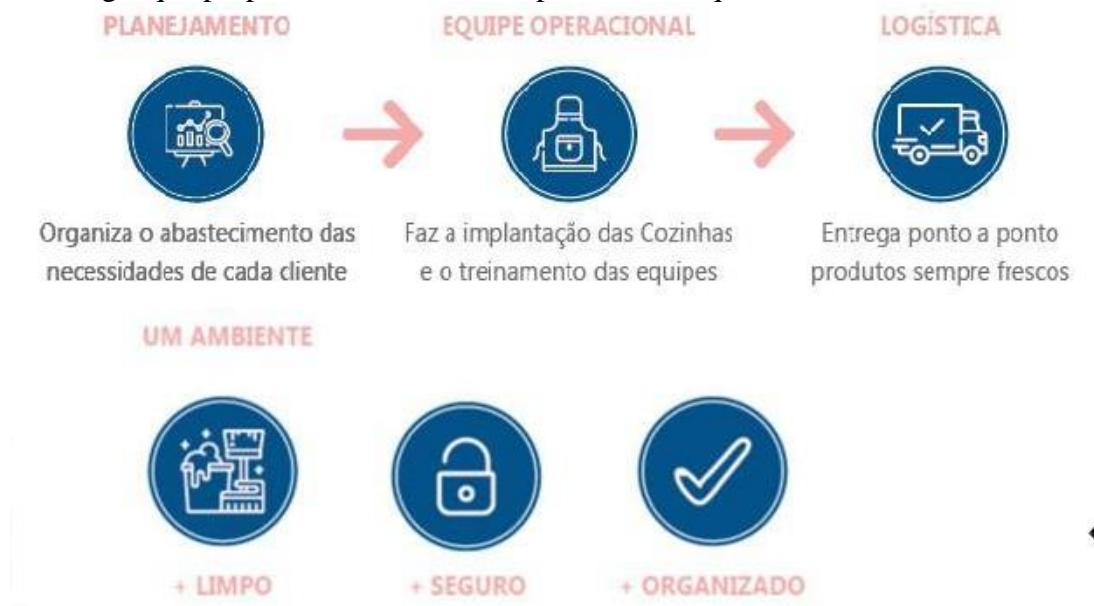 PLANEJAMENTO
EQUIPE OPERACIONAL
LOGÍSTICA
Organiza o abastecimento das
necessidades de cada cliente
Faz a implantação das Cozinhas
e o treinamento das equipes
Entrega ponto a ponto
produtos sempre frescos
UM AMBIENTE
+ LIMPO
+ SEGURO
+ ORGANIZADO